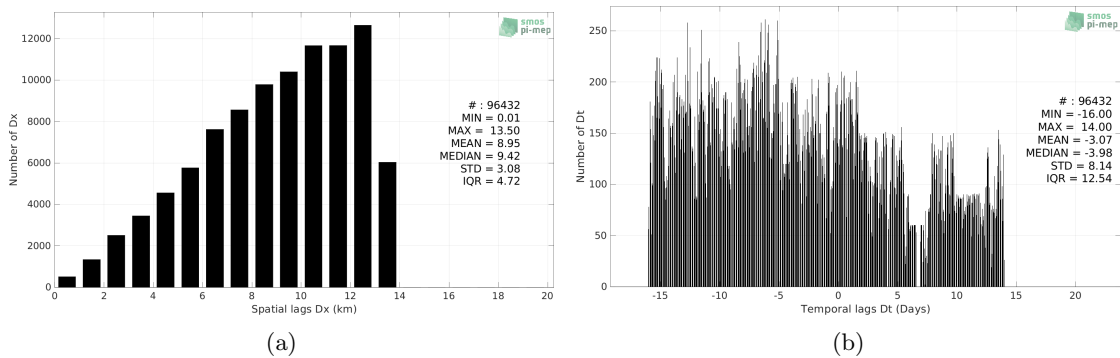 smos
pi-mep
12000
10000
8000
6000
4000
2000
0
Number of Dx
# : 96432
MIN = 0.01
MAX = 13.50
MEAN = 8.95
MEDIAN = 9.42
STD = 3.08
IQR = 4.72
0 2 4 6 8 10 12 14 16 18 20
Spatial lags Dx (km)
(a)
smos
pi-mep
250
200
150
100
50
0
Number of Dt
# : 96432
MIN = -16.00
MAX = 14.00
MEAN = -3.07
MEDIAN = -3.98
STD = 8.14
IQR = 12.54
-15 -10 -5 0 5 10 15 20
Temporal lags Dt (Days)
(b)